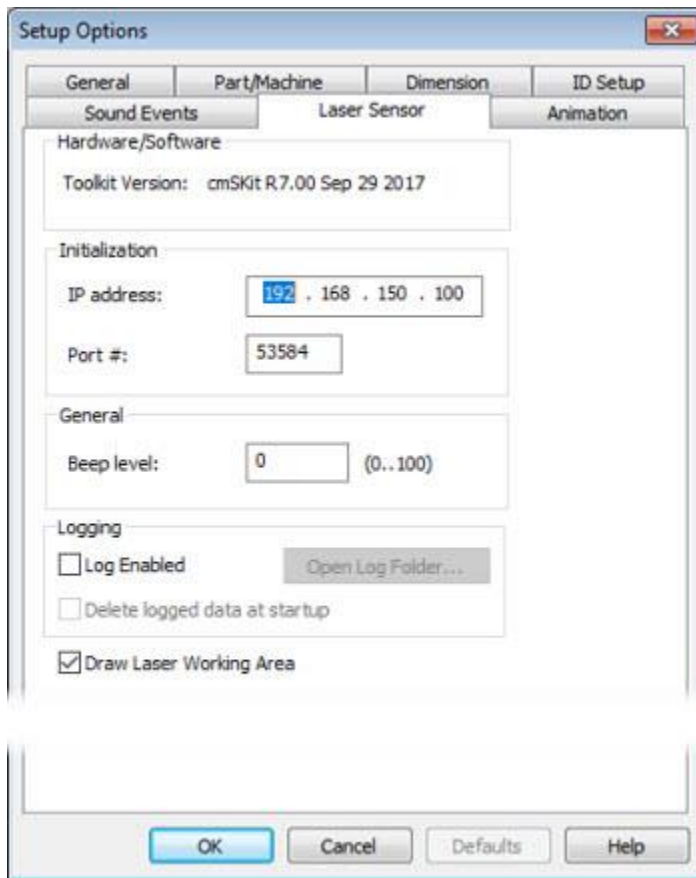 Setup Options
General Part/Machine Dimension ID Setup
Sound Events Laser Sensor Animation
Hardware/Software
Toolkit Version: cmSKit R7.00 Sep 29 2017
Initialization
IP address: 192 . 168 . 150 . 100
Port #: 53584
General
Beep level: 0 (0..100)
Logging
Log Enabled Open Log Folder...
Delete logged data at startup
Draw Laser Working Area
OK Cancel Defaults Help